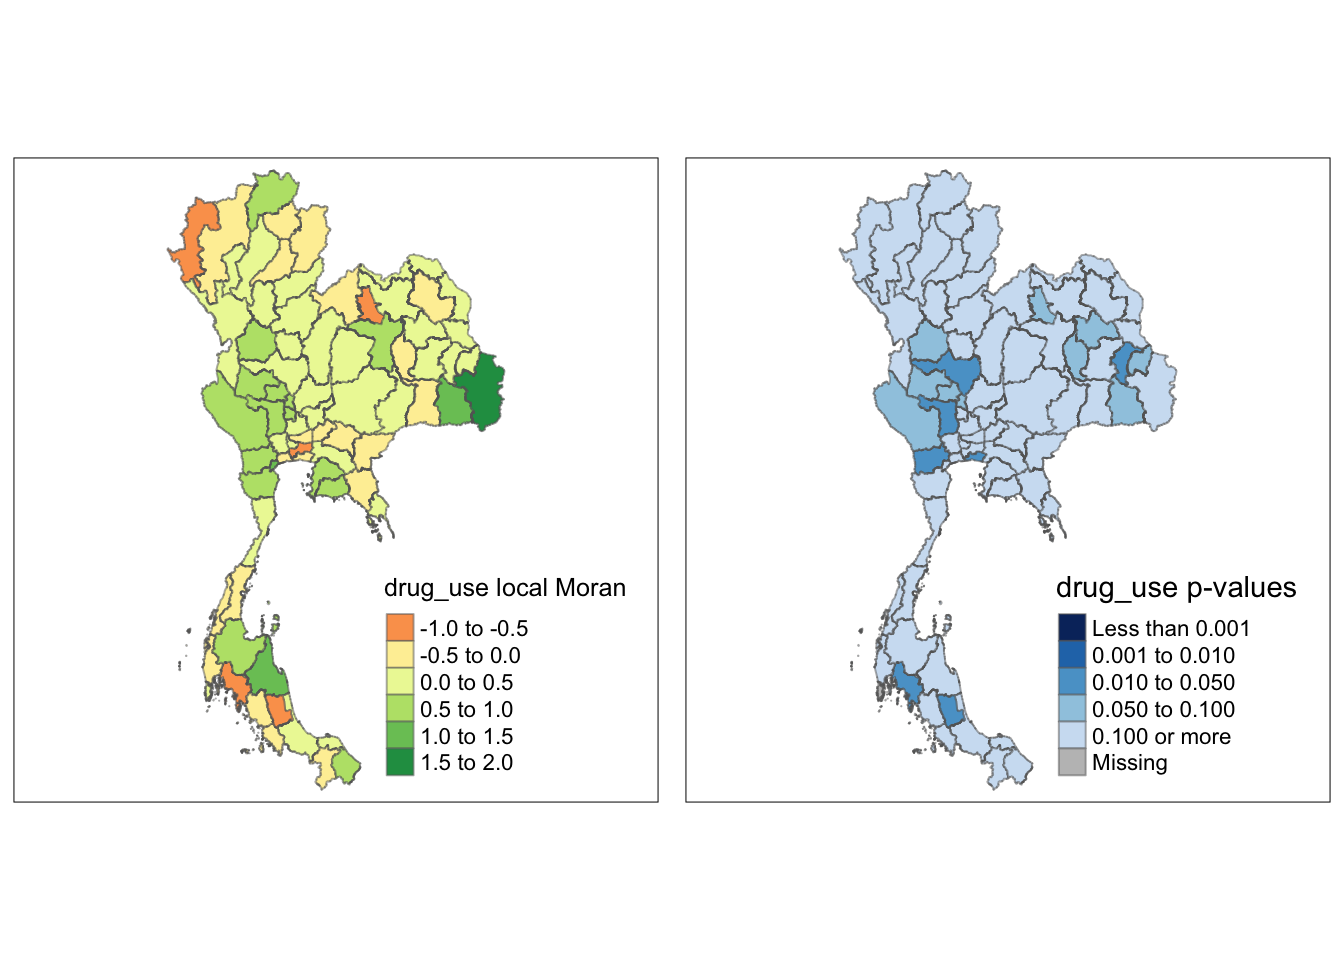 drug_use local Moran
-1.0 to -0.5
-0.5 to 0.0
0.0 to 0.5
0.5 to 1.0
1.0 to 1.5
1.5 to 2.0
drug_use p-values
Less than 0.001
0.001 to 0.010
0.010 to 0.050
0.050 to 0.100
0.100 or more
Missing